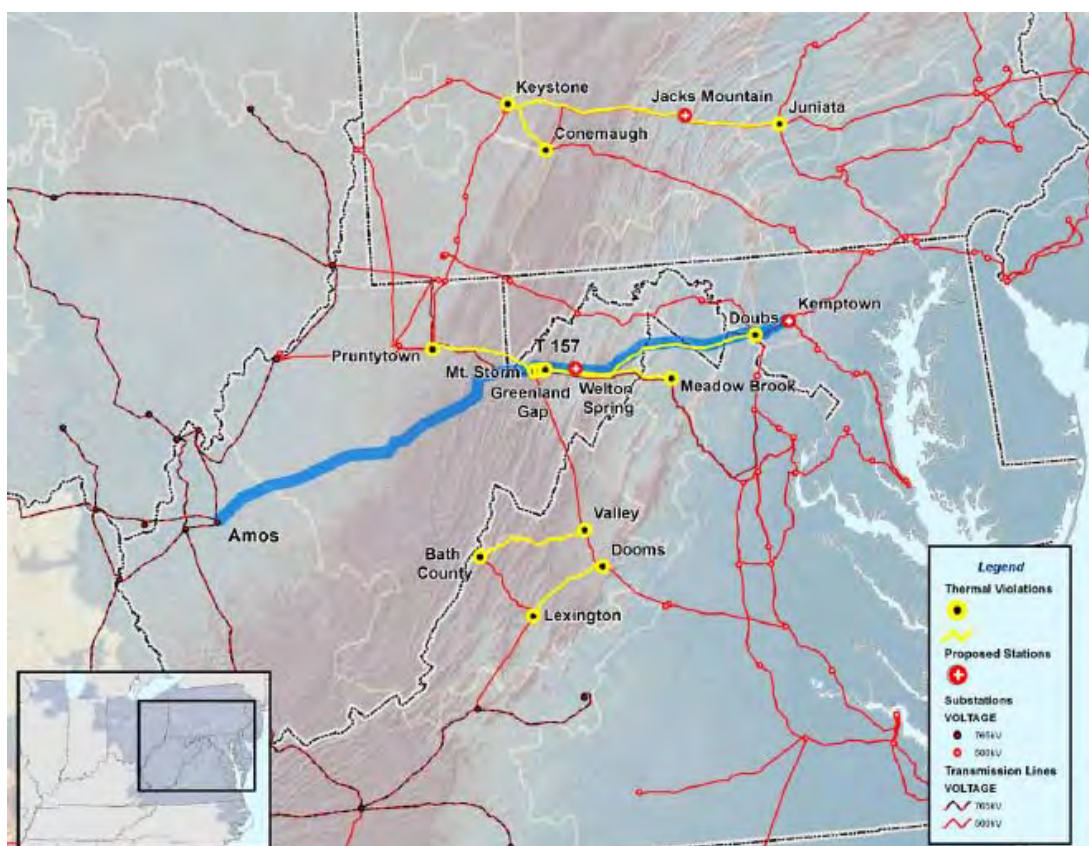 Keystone
Jacks Mountain
Juniata
Conemaugh
Kemptown
Doubs
T 157
Pruntytown
Mt. Storm
Greenland
Gap
Welton
Spring
Meadow Brook
Amos
Valley
Bath
County
Dooms
Lexington
Legend
Thermal Violations
Proposed Stations
Substations
VOLTAGE
765kV
500kV
Transmission Lines
VOLTAGE
765kV
500kV